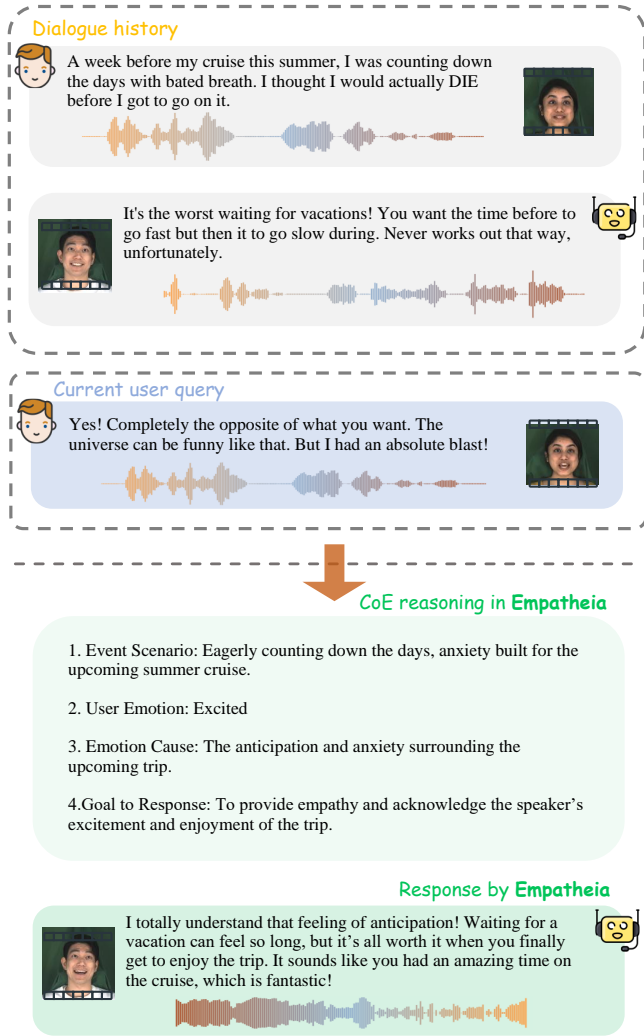 Dialogue history
A week before my cruise this summer, I was counting down
the days with bated breath. I thought I would actually DIE
before I got to go on it.
It's the worst waiting for vacations! You want the time before to
go fast but then it to go slow during. Never works out that way,
unfortunately.
Current user query
Yes! Completely the opposite of what you want. The
universe can be funny like that. But I had an absolute blast!
CoE reasoning in Empatheia
1. Event Scenario: Eagerly counting down the days, anxiety built for the
upcoming summer cruise.
2. User Emotion: Excited
3. Emotion Cause: The anticipation and anxiety surrounding the
upcoming trip.
4.Goal to Response: To provide empathy and acknowledge the speaker's
excitement and enjoyment of the trip.
Response by Empatheia
I totally understand that feeling of anticipation! Waiting for a
vacation can feel so long, but it's all worth it when you finally
get to enjoy the trip. It sounds like you had an amazing time on
the cruise, which is fantastic!